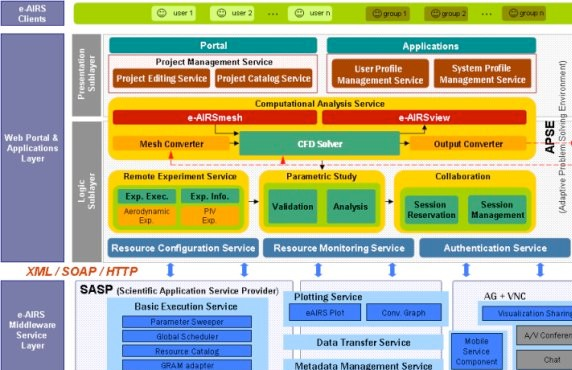 e-AIRS
Clients
user 1
user 2
...
user n
group 1
group 2
...
group n
Presentation
Sublayer
Portal
Applications
Project Management Service
Project Editing Service
Project Catalog Service
User Profile
Management Service
System Profile
Management Service
Web Portal &
Applications
Layer
Logic
Sublayer
Computational Analysis Service
e-AIRSmesh
e-AIRSview
Mesh Converter
CFD Solver
Output Converter
APSE
(Adaptive Problem Solving Environment)
Remote Experiment Service
Exp. Exec.
Exp. Info.
Aerodynamic
Exp.
PIV
Exp.
Parametric Study
Validation
Analysis
Collaboration
Session
Reservation
Session
Management
Resource Configuration Service
Resource Monitoring Service
Authentication Service
XML / SOAP / HTTP
e-AIRS
Middleware
Service
Layer
SASP (Scientific Application Service Provider)
Basic Execution Service
Parameter Sweeper
Global Scheduler
Resource Catalog
GRAM adapter
Plotting Service
eAIRS Plot
Conv. Graph
Data Transfer Service
Metadata Management Service
AG + VNC
Visualization Sharing
Mobile
Service
Component
A/V Conferen
Chat